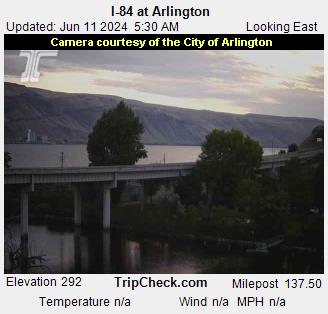 I-84 at Arlington
Updated: Jun 11 2024 5:30 AM Looking East
Camera courtesy of the City of Arlington
Elevation 292 TripCheck.com Milepost 137.50
Temperature n/a Wind n/a MPH n/a